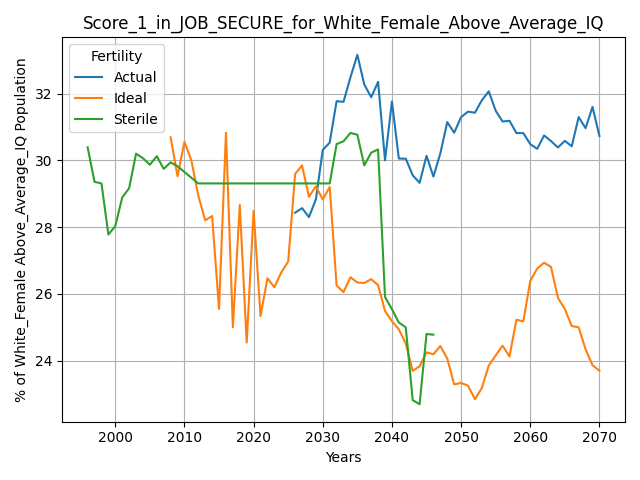 Score_1_in_JOB_SECURE_for_White_Female_Above_Average_IQ
Fertility
Actual
Ideal
Sterile
% of White_Female Above_Average_IQ Population
32
30
28
26
24
2000
2010
2020
2030
2040
2050
2060
2070
Years